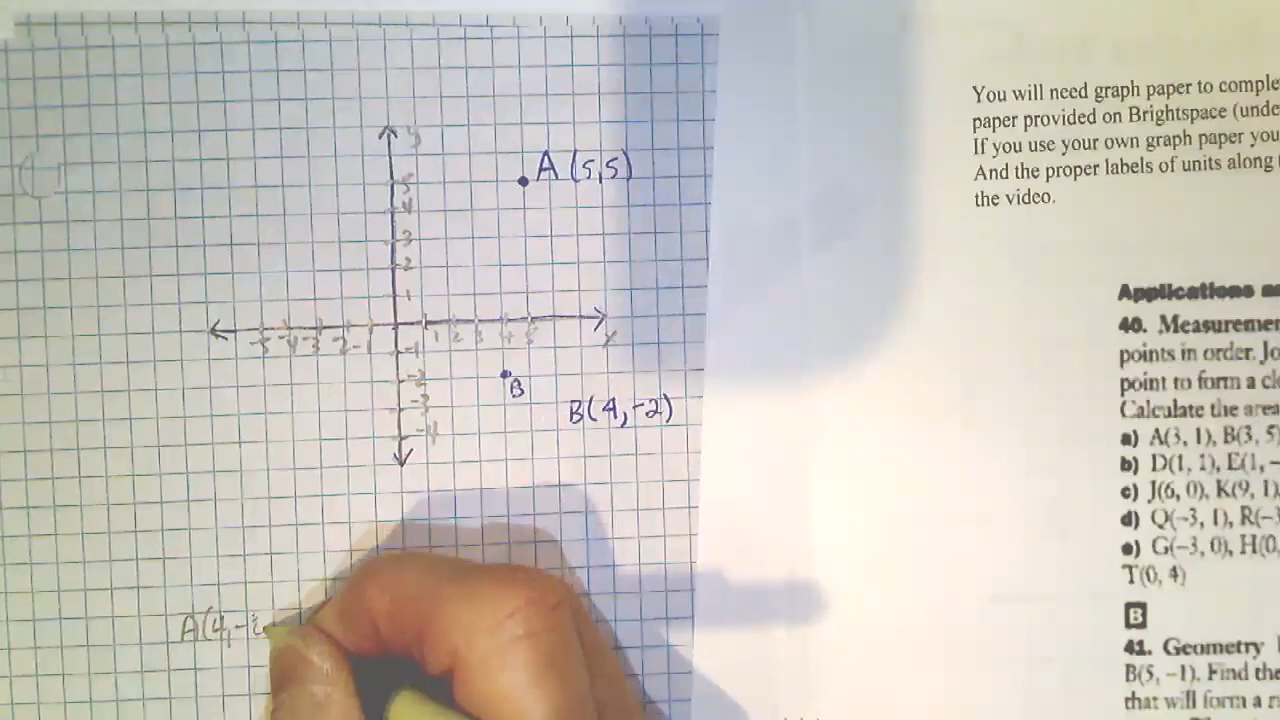 y
A (5,5)
5
4
3
2
1
-5 -4 -3 -2 -1 1 2 3 4 5 x
-1
-2
B
-3
B(4,-2)
-4
A(4,-2
You will need graph paper to comple
paper provided on Brightspace (unde
If you use your own graph paper you
And the proper labels of units along
the video.
Applications a
40. Measuremen
points in order. Jo
point to form a cl
Calculate the area
a) A(3, 1), B(3, 5
b) D(1, 1), E(1, −
c) J(6, 0), K(9, 1)
d) Q(−3, 1), R(−3
e) G(−3, 0), H(0,
T(0, 4)
B
41. Geometry
B(5, −1). Find the
that will form a r